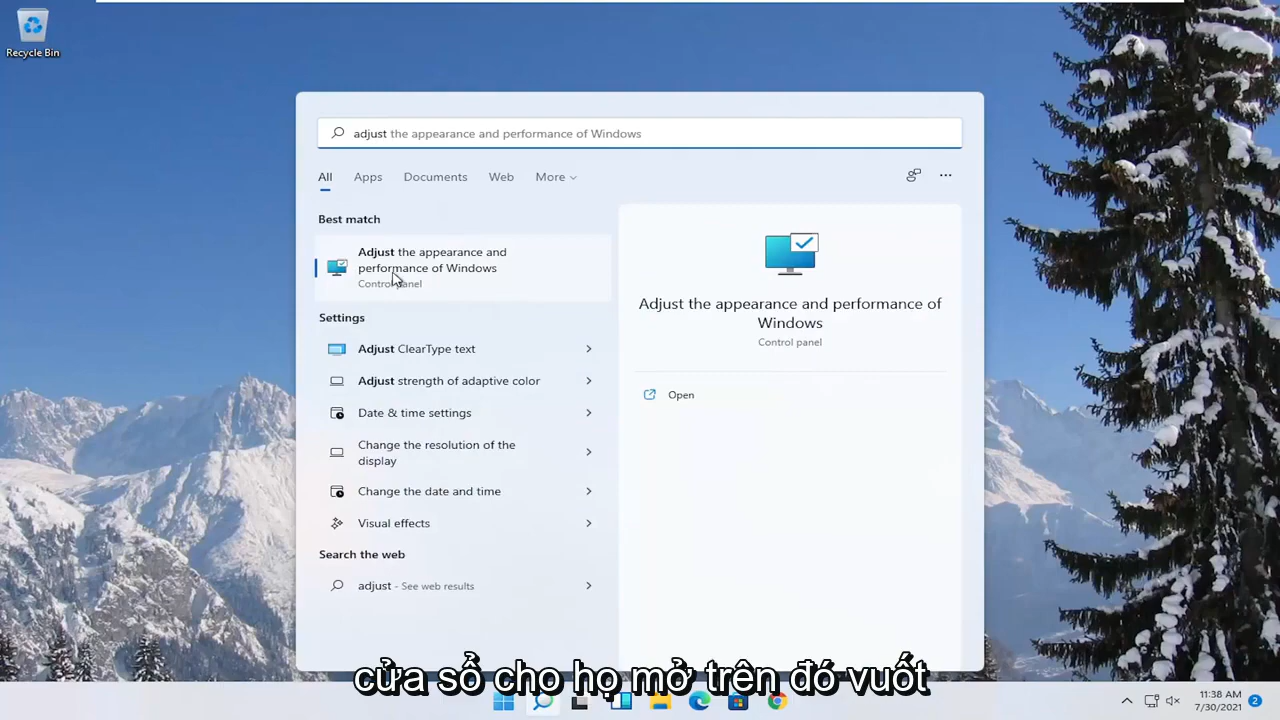 Recycle Bin
adjust the appearance and performance of Windows
All Apps Documents Web More
Best match
Adjust the appearance and
performance of Windows
Control panel
Settings
Adjust ClearType text
Adjust strength of adaptive color
Date & time settings
Change the resolution of the
display
Change the date and time
Visual effects
Search the web
adjust - See web results
Adjust the appearance and performance of
Windows
Control panel
Open
cửa sổ cho họ mở trên đó vuốt
11:38 AM
7/30/2021
2